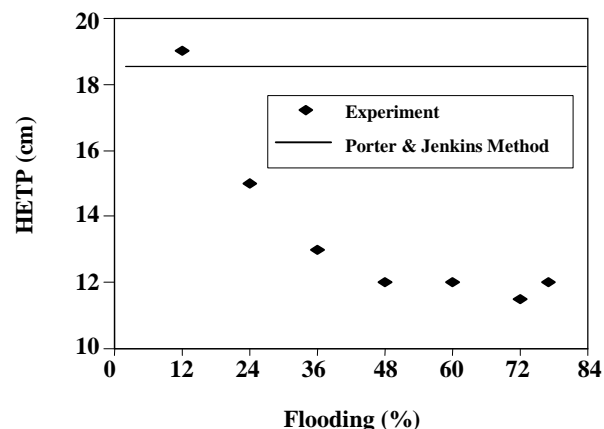 20
18
16
14
12
10
HETP (cm)
Experiment
Porter & Jenkins Method
0 12 24 36 48 60 72 84
Flooding (%)